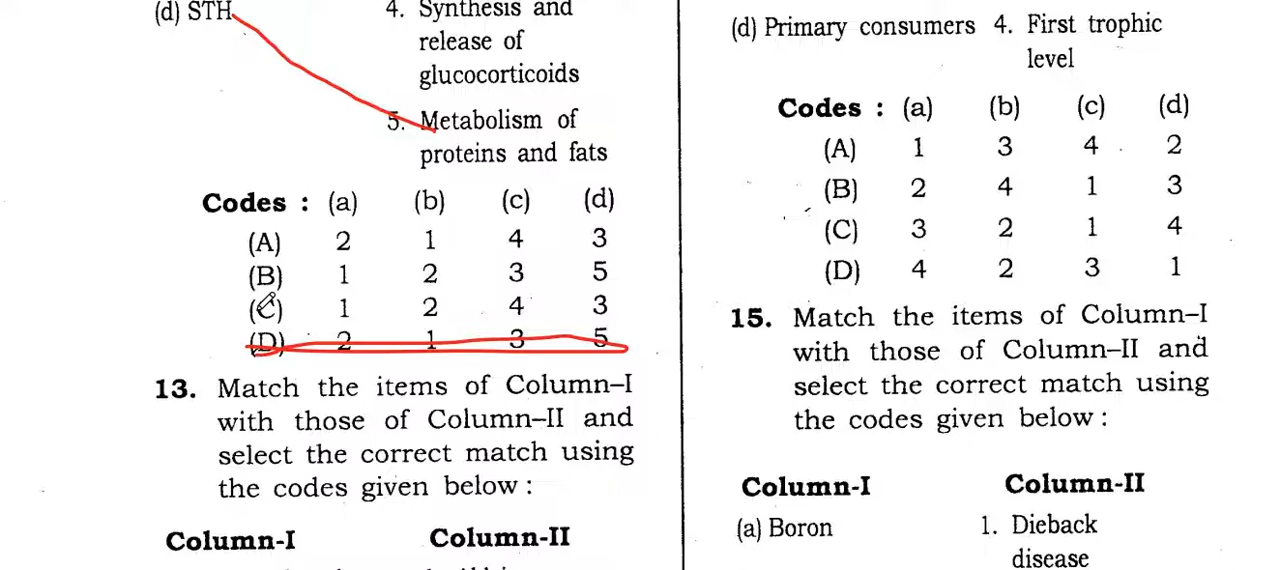 (d) STH 4. Synthesis and
release of
glucocorticoids
5. Metabolism of
proteins and fats
Codes : (a) (b) (c) (d)
(A) 2 1 4 3
(B) 1 2 3 5
(C) 1 2 4 3
(D) 2 1 3 5
13. Match the items of Column–I
with those of Column–II and
select the correct match using
the codes given below :
Column-I Column-II
(d) Primary consumers 4. First trophic
level
Codes : (a) (b) (c) (d)
(A) 1 3 4 2
(B) 2 4 1 3
(C) 3 2 1 4
(D) 4 2 3 1
15. Match the items of Column–I
with those of Column–II and
select the correct match using
the codes given below :
Column-I Column-II
(a) Boron 1. Dieback
disease